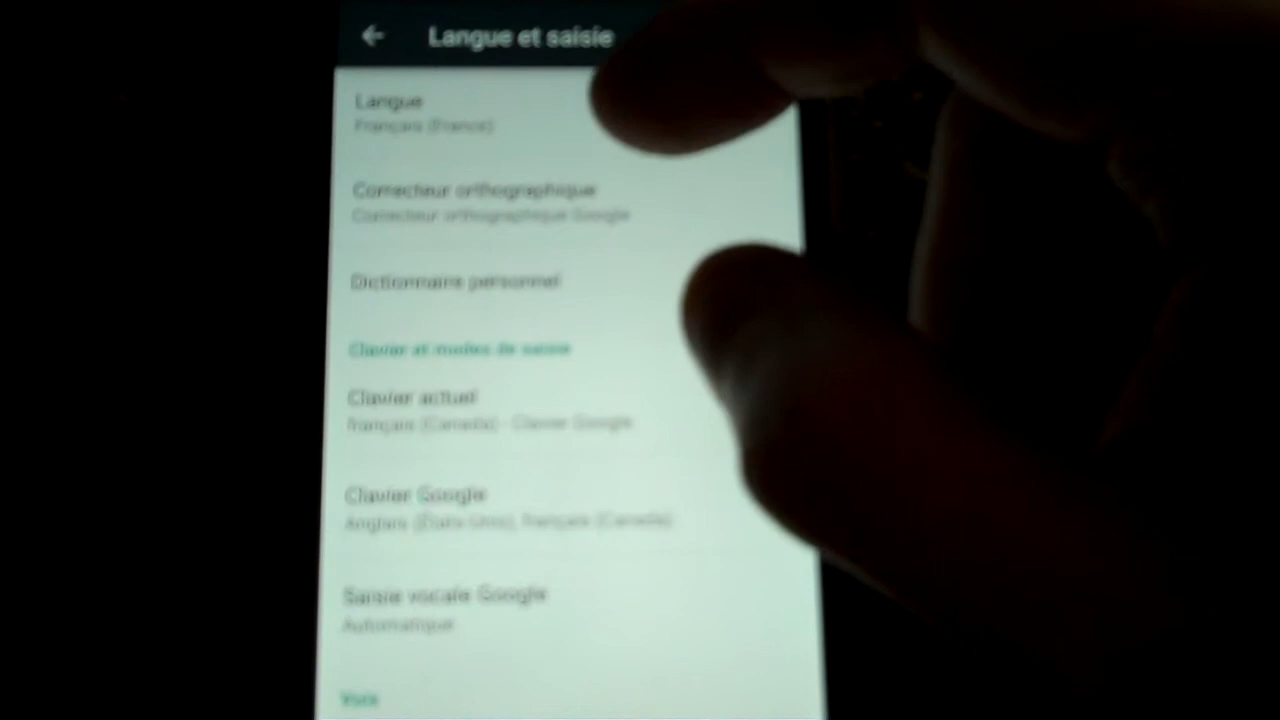 Langue et saisie
Langue
Français (France)
Correcteur orthographique
Correcteur orthographique Google
Dictionnaire personnel
Clavier et modes de saisie
Clavier actuel
français (Canada) - Clavier Google
Clavier Google
Anglais (États-Unis), français (Canada)
Saisie vocale Google
Automatique
Voix